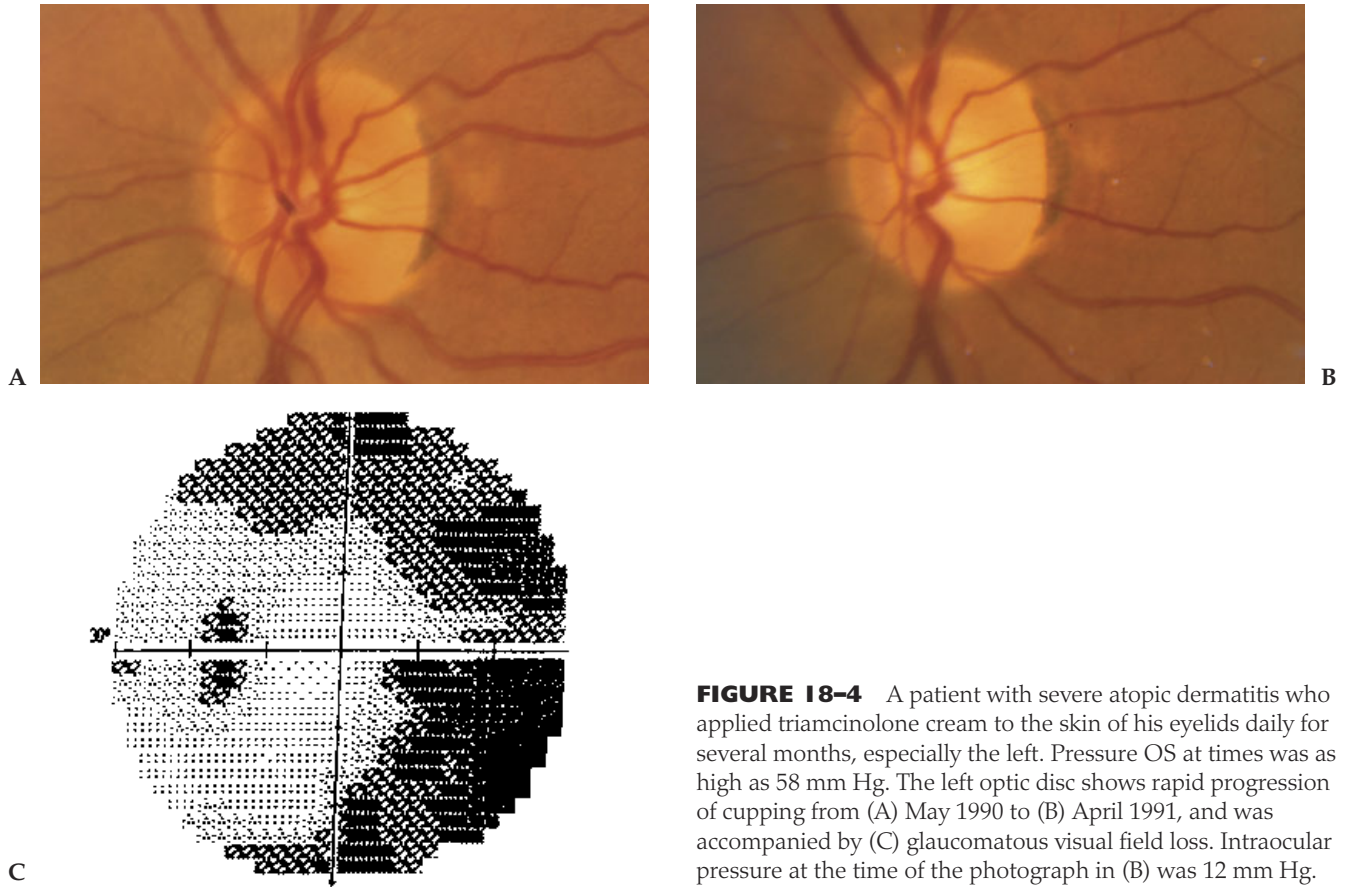 A
B
30°
C
FIGURE 18–4 A patient with severe atopic dermatitis who
applied triamcinolone cream to the skin of his eyelids daily for
several months, especially the left. Pressure OS at times was as
high as 58 mm Hg. The left optic disc shows rapid progression
of cupping from (A) May 1990 to (B) April 1991, and was
accompanied by (C) glaucomatous visual field loss. Intraocular
pressure at the time of the photograph in (B) was 12 mm Hg.